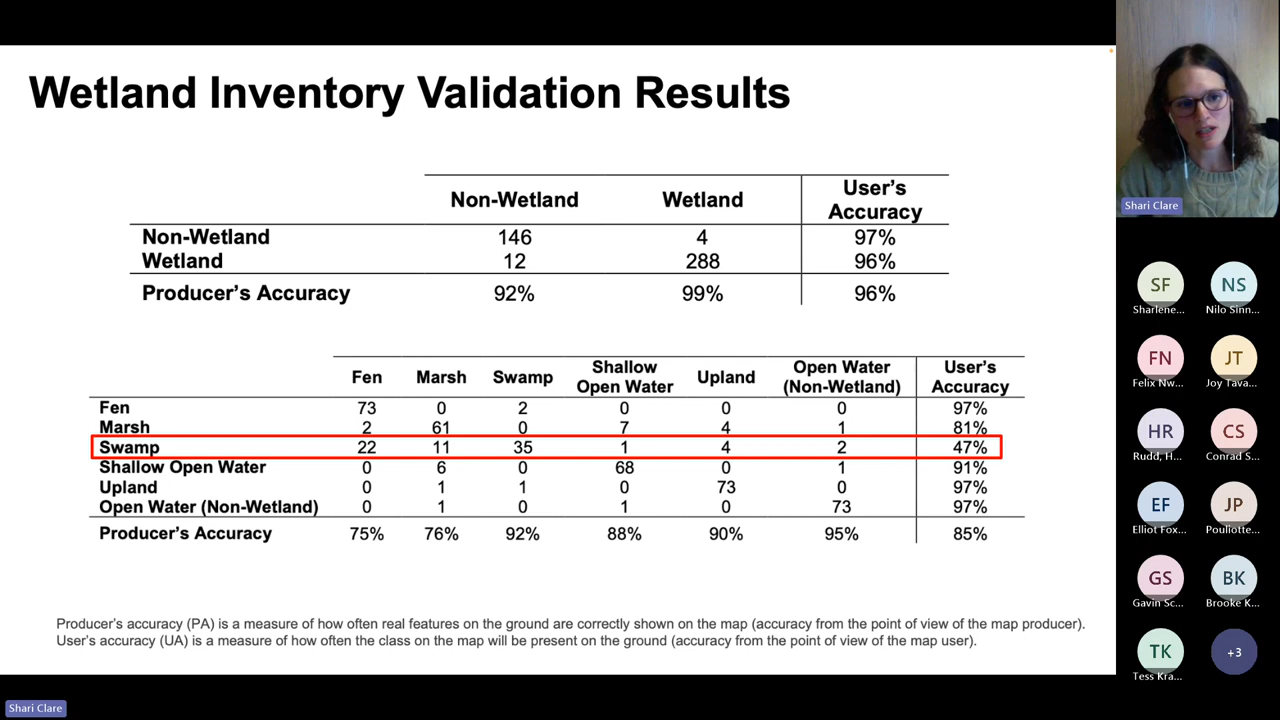 Wetland Inventory Validation Results
Non-Wetland Wetland User's Accuracy
Non-Wetland 146 4 97%
Wetland 12 288 96%
Producer's Accuracy 92% 99% 96%
Fen Marsh Swamp Shallow Open Water Upland Open Water (Non-Wetland) User's Accuracy
Fen 73 0 2 0 0 0 97%
Marsh 2 61 0 7 4 1 81%
Swamp 22 11 35 1 4 2 47%
Shallow Open Water 0 6 0 68 0 1 91%
Upland 0 1 1 0 73 0 97%
Open Water (Non-Wetland) 0 1 0 1 0 73 97%
Producer's Accuracy 75% 76% 92% 88% 90% 95% 85%
Producer's accuracy (PA) is a measure of how often real features on the ground are correctly shown on the map (accuracy from the point of view of the map producer).
User's accuracy (UA) is a measure of how often the class on the map will be present on the ground (accuracy from the point of view of the map user).
Shari Clare
SF NS
Sharlene... Nilo Sinn...
FN JT
Felix Nw... Joy Tava...
HR CS
Rudd, H... Conrad S...
EF JP
Elliot Fox... Pouliotte...
GS BK
Gavin Sc... Brooke K...
TK +3
Tess Kra...
Shari Clare